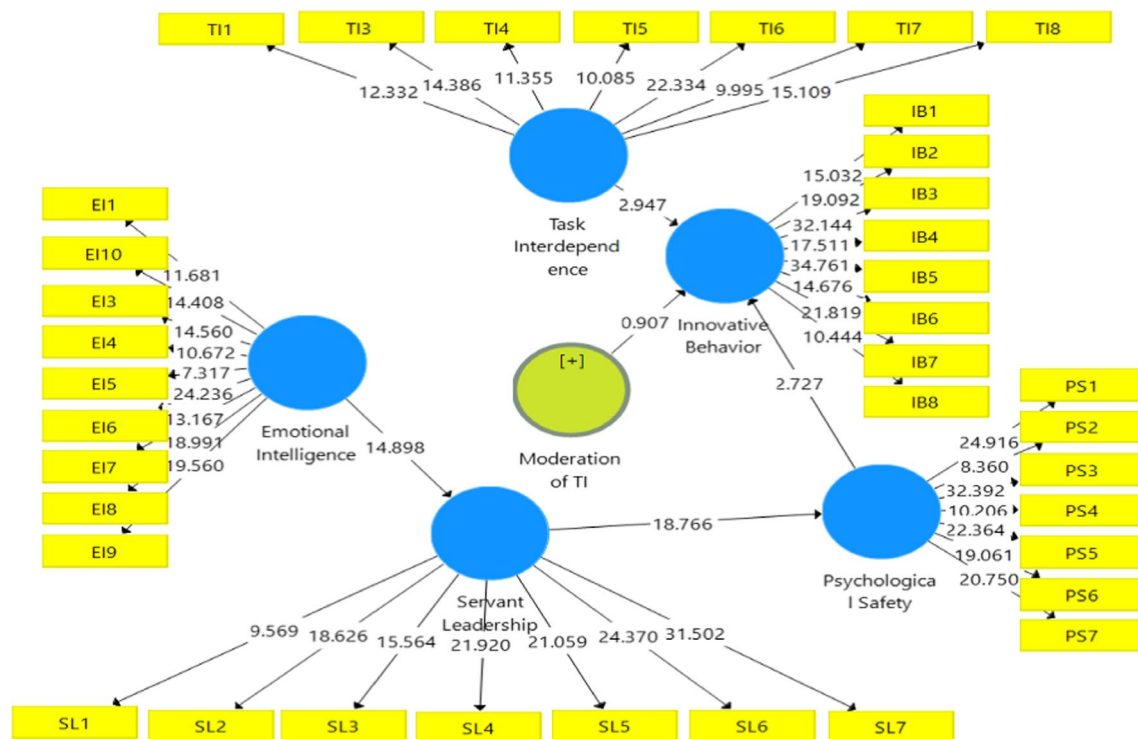 TI1
TI3
TI4
TI5
TI6
TI7
TI8
12.332
14.386
11.355
10.085
22.334
9.995
15.109
Task
Interdepend
ence
2.947
IB1
IB2
IB3
IB4
IB5
IB6
IB7
IB8
15.032
19.092
32.144
17.511
34.761
14.676
21.819
10.444
Innovative
Behavior
EI1
EI10
EI3
EI4
EI5
EI6
EI7
EI8
EI9
11.681
14.408
14.560
10.672
7.317
24.236
13.167
18.991
19.560
Emotional
Intelligence
14.898
0.907
[+]
Moderation
of TI
2.727
PS1
PS2
PS3
PS4
PS5
PS6
PS7
24.916
8.360
32.392
10.206
22.364
19.061
20.750
Psychologica
l Safety
18.766
Servant
Leadership
9.569
18.626
15.564
21.920
21.059
24.370
31.502
SL1
SL2
SL3
SL4
SL5
SL6
SL7